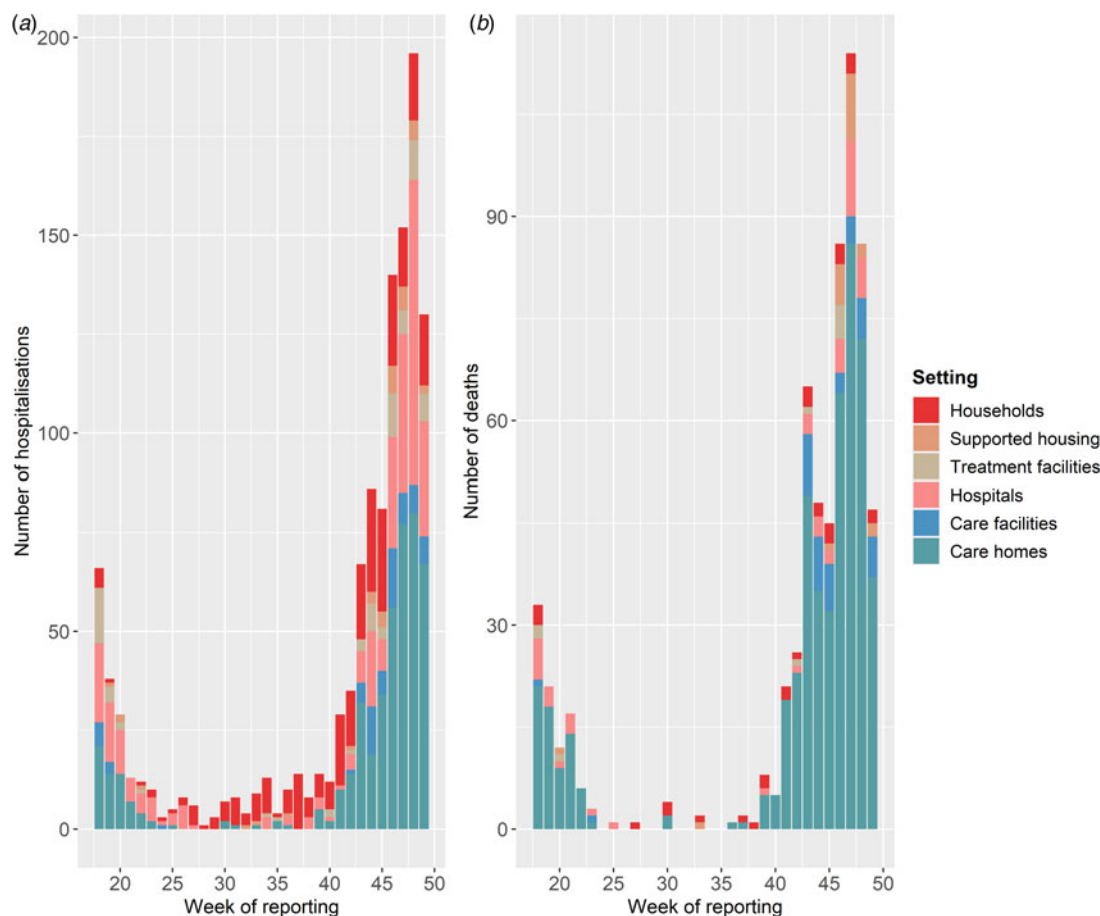 (a)
200
150
100
50
0
Number of hospitalisations
20 25 30 35 40 45 50
Week of reporting
(b)
90
60
30
0
Number of deaths
20 25 30 35 40 45 50
Week of reporting
Setting
Households
Supported housing
Treatment facilities
Hospitals
Care facilities
Care homes